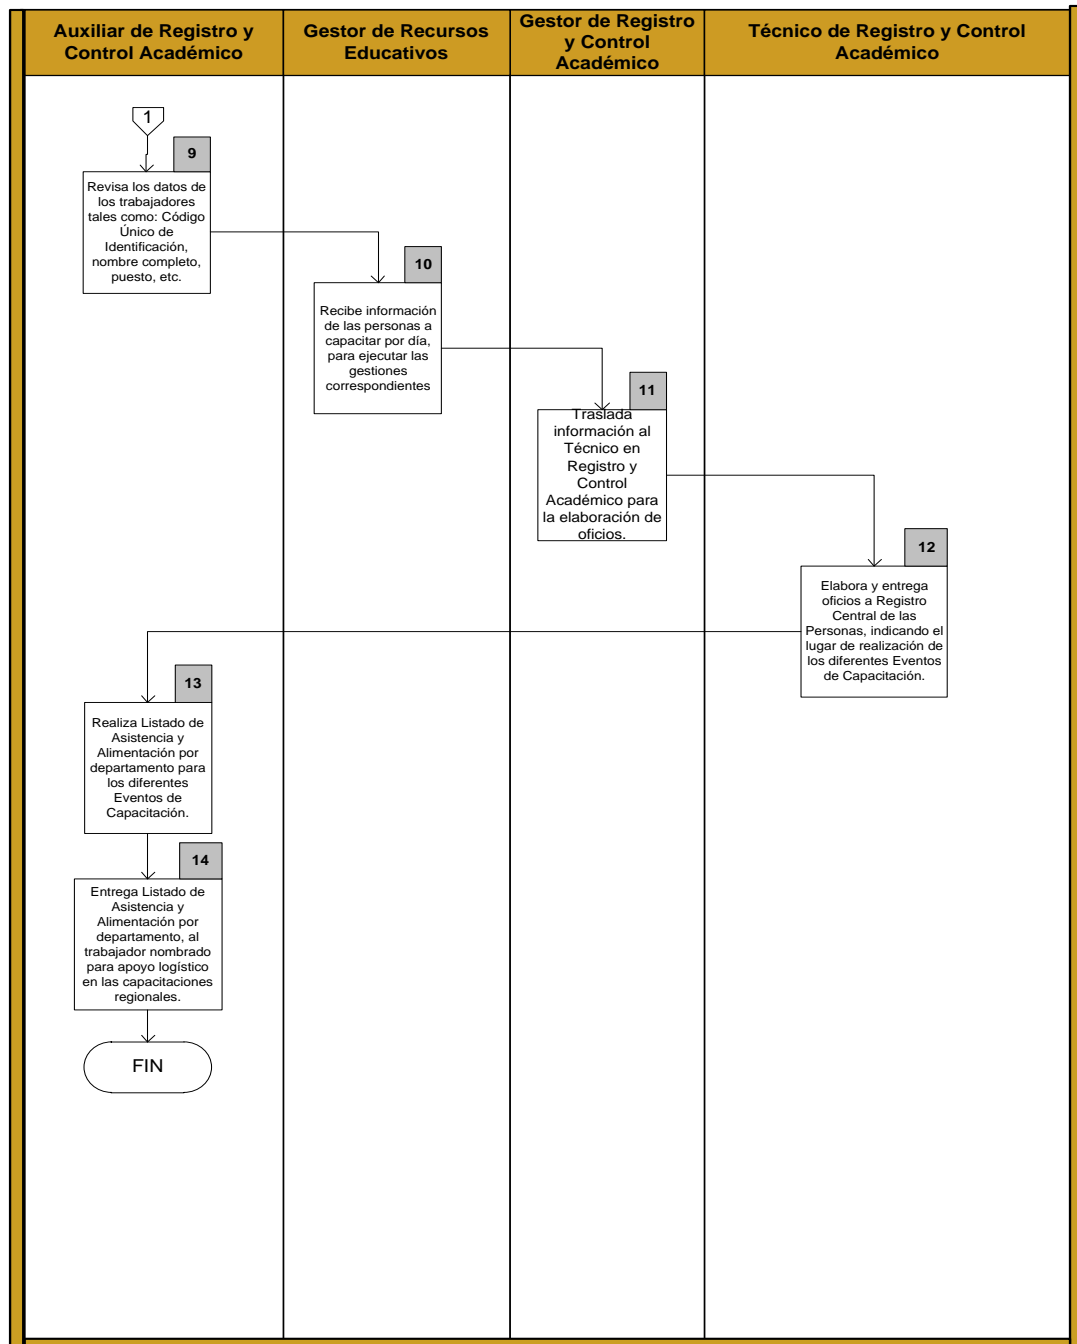 Auxiliar de Registro y
Control Académico
Gestor de Recursos
Educativos
Gestor de Registro
y Control
Académico
Técnico de Registro y Control
Académico
1
9
Revisa los datos de
los trabajadores
tales como: Código
Único de
Identificación,
nombre completo,
puesto, etc.
10
Recibe información
de las personas a
capacitar por día,
para ejecutar las
gestiones
correspondientes
11
Traslada
información al
Técnico en
Registro y
Control
Académico para
la elaboración de
oficios.
12
Elabora y entrega
oficios a Registro
Central de las
Personas, indicando el
lugar de realización de
los diferentes Eventos
de Capacitación.
13
Realiza Listado de
Asistencia y
Alimentación por
departamento para
los diferentes
Eventos de
Capacitación.
14
Entrega Listado de
Asistencia y
Alimentación por
departamento, al
trabajador nombrado
para apoyo logístico
en las capacitaciones
regionales.
FIN